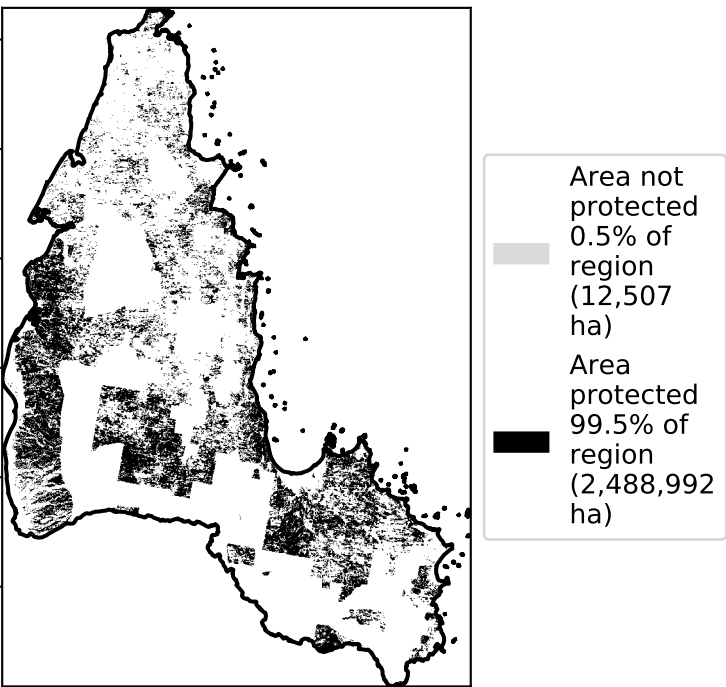 Area not
protected
0.5% of
region
(12,507
ha)
Area
protected
99.5% of
region
(2,488,992
ha)